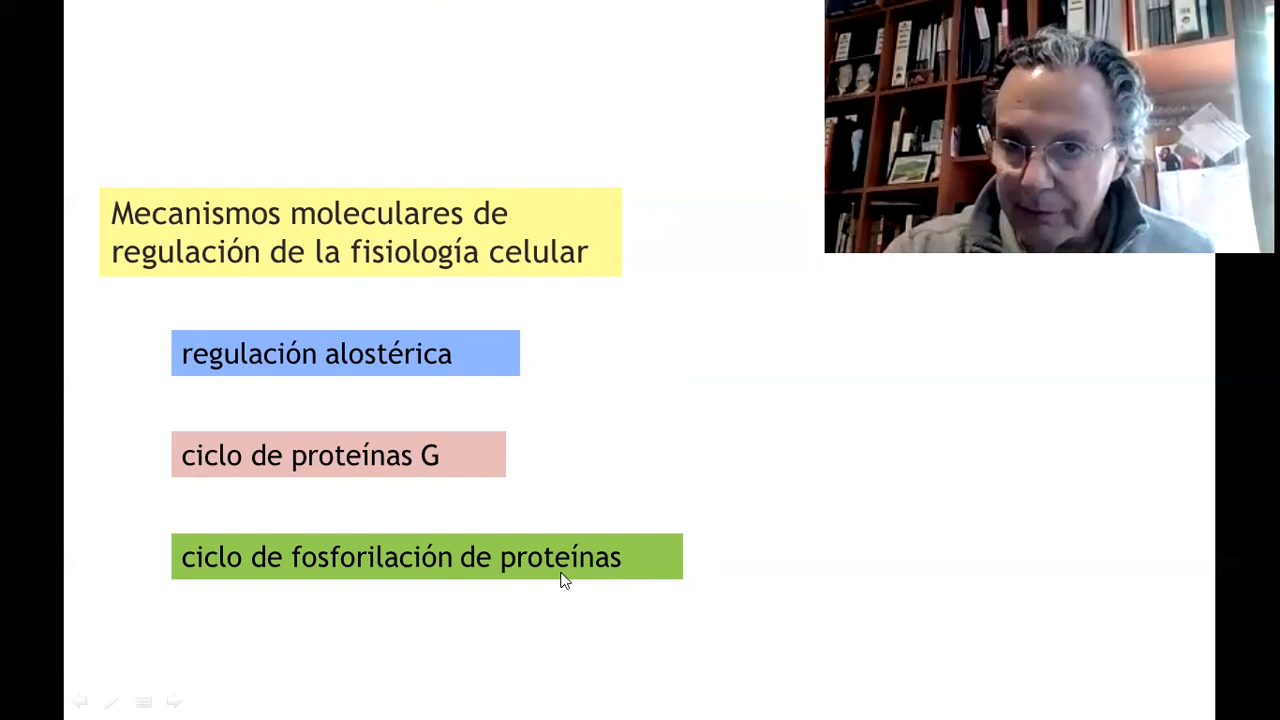 Mecanismos moleculares de
regulación de la fisiología celular
regulación alostérica
ciclo de proteínas G
ciclo de fosforilación de proteínas